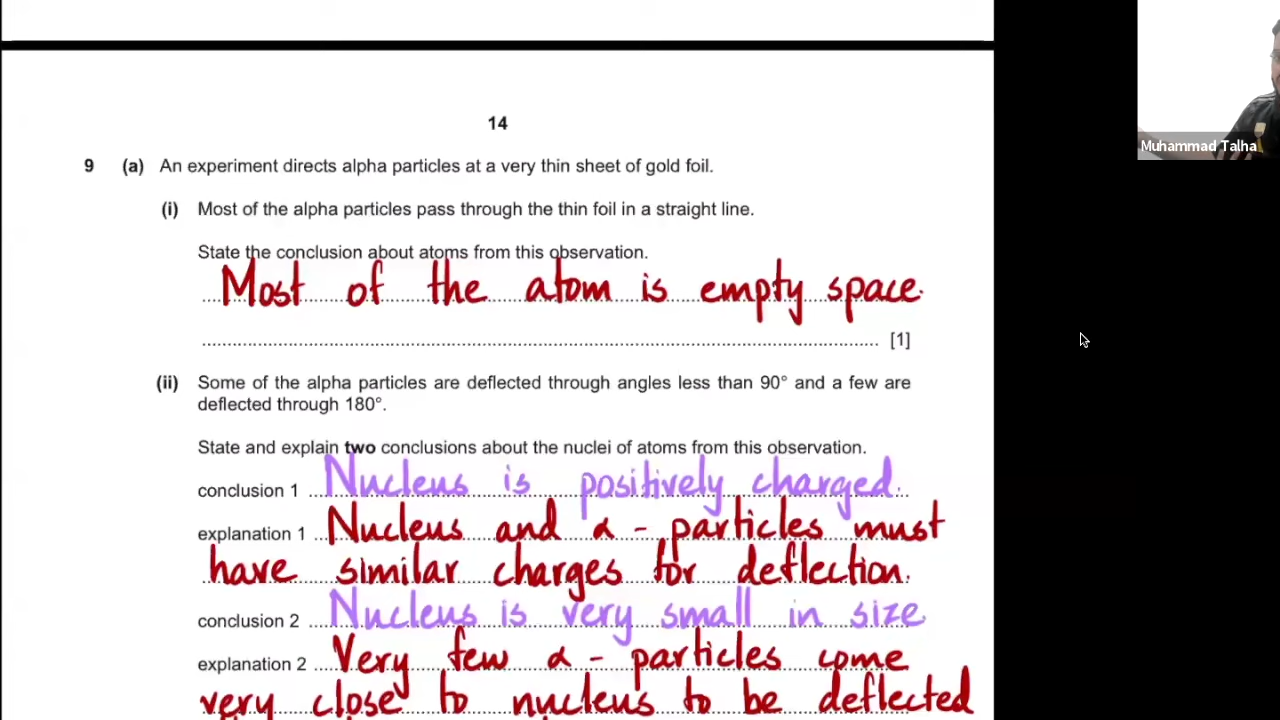 14
Muhammad Talha
9 (a) An experiment directs alpha particles at a very thin sheet of gold foil.
(i) Most of the alpha particles pass through the thin foil in a straight line.
State the conclusion about atoms from this observation.
Most of the atom is empty space.
[1]
(ii) Some of the alpha particles are deflected through angles less than 90° and a few are
deflected through 180°.
State and explain two conclusions about the nuclei of atoms from this observation.
conclusion 1 Nucleus is positively charged.
explanation 1 Nucleus and α - particles must
have similar charges for deflection.
conclusion 2 Nucleus is very small in size
explanation 2 Very few α - particles come
very close to nucleus to be deflected